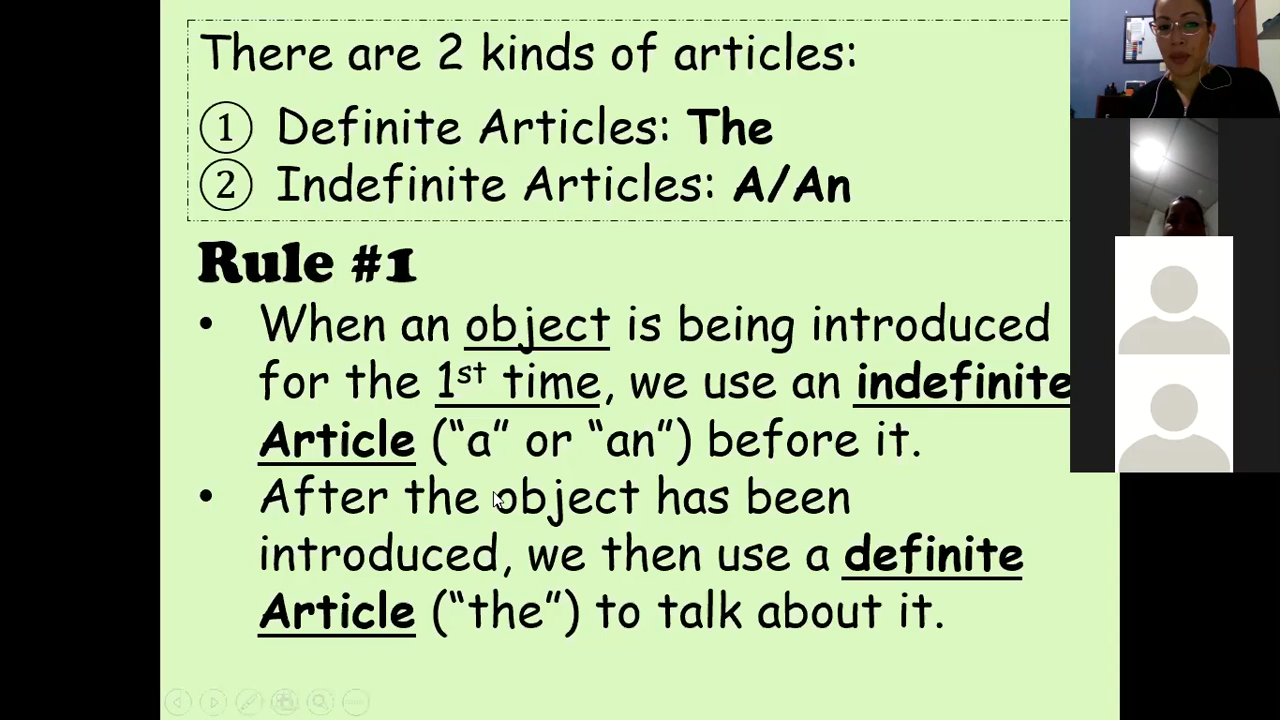 There are 2 kinds of articles:
① Definite Articles: The
② Indefinite Articles: A/An
Rule #1
• When an object is being introduced
for the 1st time, we use an indefinite
Article (“a” or “an”) before it.
• After the object has been
introduced, we then use a definite
Article (“the”) to talk about it.